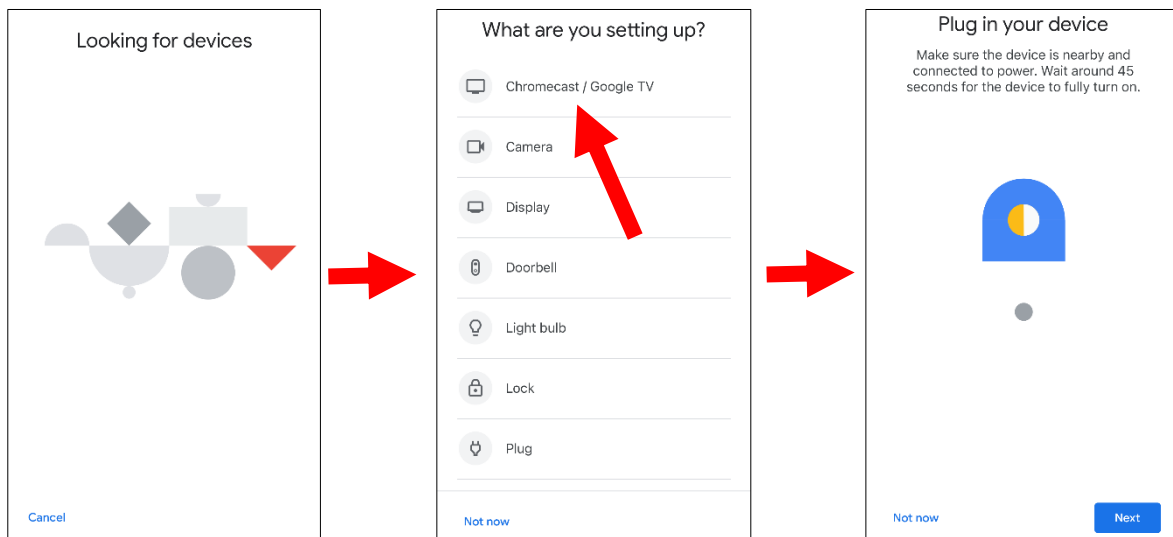 Looking for devices
Cancel
What are you setting up?
Chromecast / Google TV
Camera
Display
Doorbell
Light bulb
Lock
Plug
Not now
Plug in your device
Make sure the device is nearby and
connected to power. Wait around 45
seconds for the device to fully turn on.
Not now
Next